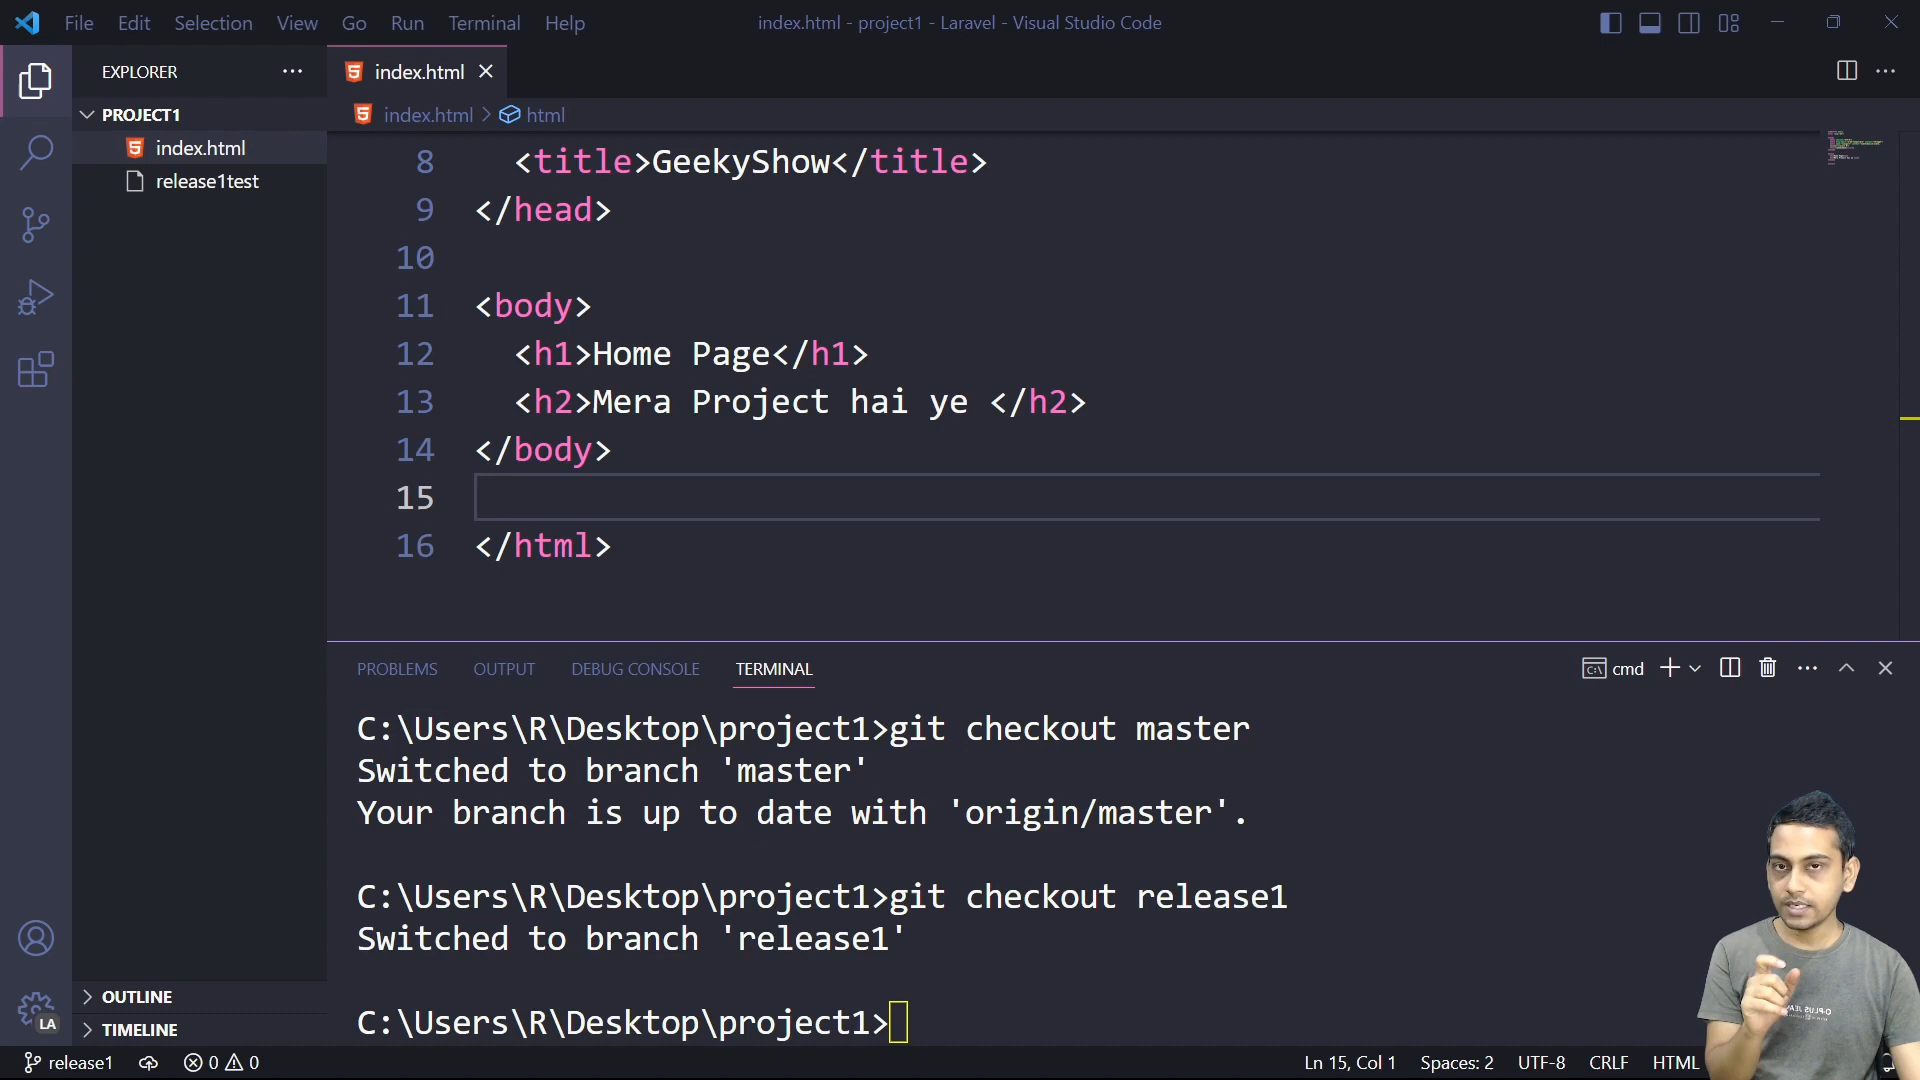 File Edit Selection View Go Run Terminal Help
index.html - project1 - Laravel - Visual Studio Code
EXPLORER
index.html
PROJECT1
index.html > html
index.html
release1test
8 <title>GeekyShow</title>
9 </head>
10
11 <body>
12 <h1>Home Page</h1>
13 <h2>Mera Project hai ye </h2>
14 </body>
15
16 </html>
PROBLEMS OUTPUT DEBUG CONSOLE TERMINAL
cmd
C:\Users\R\Desktop\project1>git checkout master
Switched to branch 'master'
Your branch is up to date with 'origin/master'.
C:\Users\R\Desktop\project1>git checkout release1
Switched to branch 'release1'
C:\Users\R\Desktop\project1>
OUTLINE
LA
TIMELINE
release1 0 0
Ln 15, Col 1 Spaces: 2 UTF-8 CRLF HTML